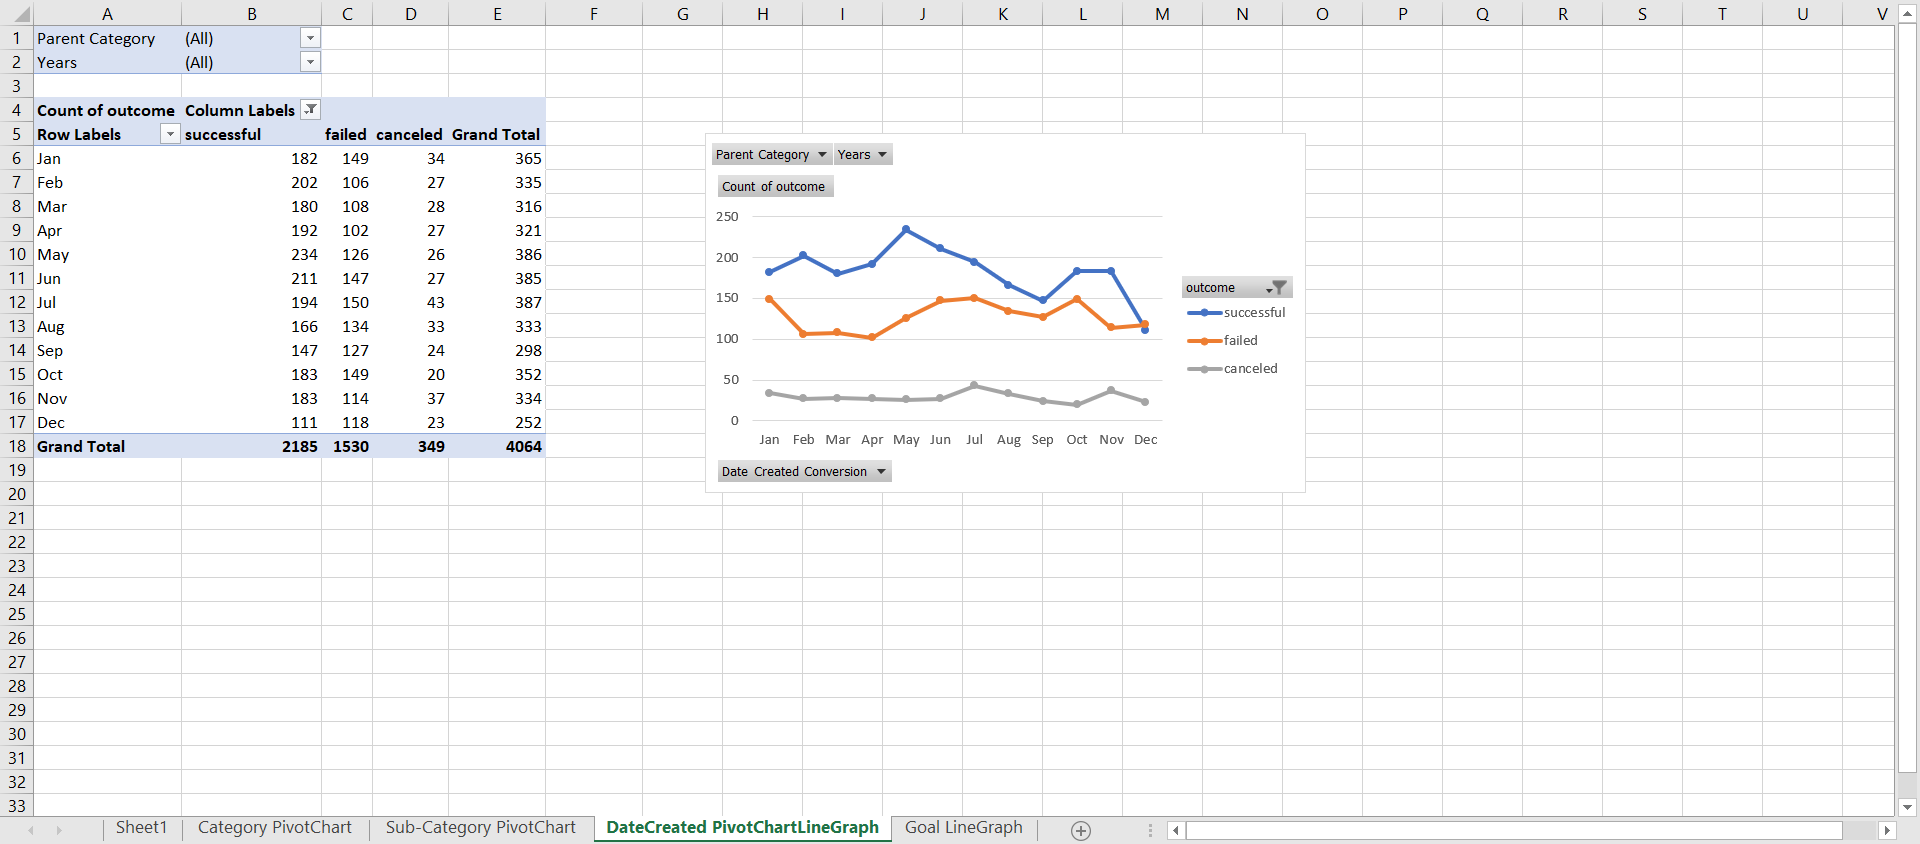 A B C D E F G H I J K L M N O P Q R S T U V
1 Parent Category (All)
2 Years (All)
3
4 Count of outcome Column Labels
5 Row Labels successful failed canceled Grand Total
6 Jan 182 149 34 365
7 Feb 202 106 27 335
8 Mar 180 108 28 316
9 Apr 192 102 27 321
10 May 234 126 26 386
11 Jun 211 147 27 385
12 Jul 194 150 43 387
13 Aug 166 134 33 333
14 Sep 147 127 24 298
15 Oct 183 149 20 352
16 Nov 183 114 37 334
17 Dec 111 118 23 252
18 Grand Total 2185 1530 349 4064
19
20
21
22
23
24
25
26
27
28
29
30
31
32
33
Parent Category Years
Count of outcome
250
200
150
100
50
0
Jan Feb Mar Apr May Jun Jul Aug Sep Oct Nov Dec
outcome
successful
failed
canceled
Date Created Conversion
Sheet1 Category PivotChart Sub-Category PivotChart DateCreated PivotChartLineGraph Goal LineGraph